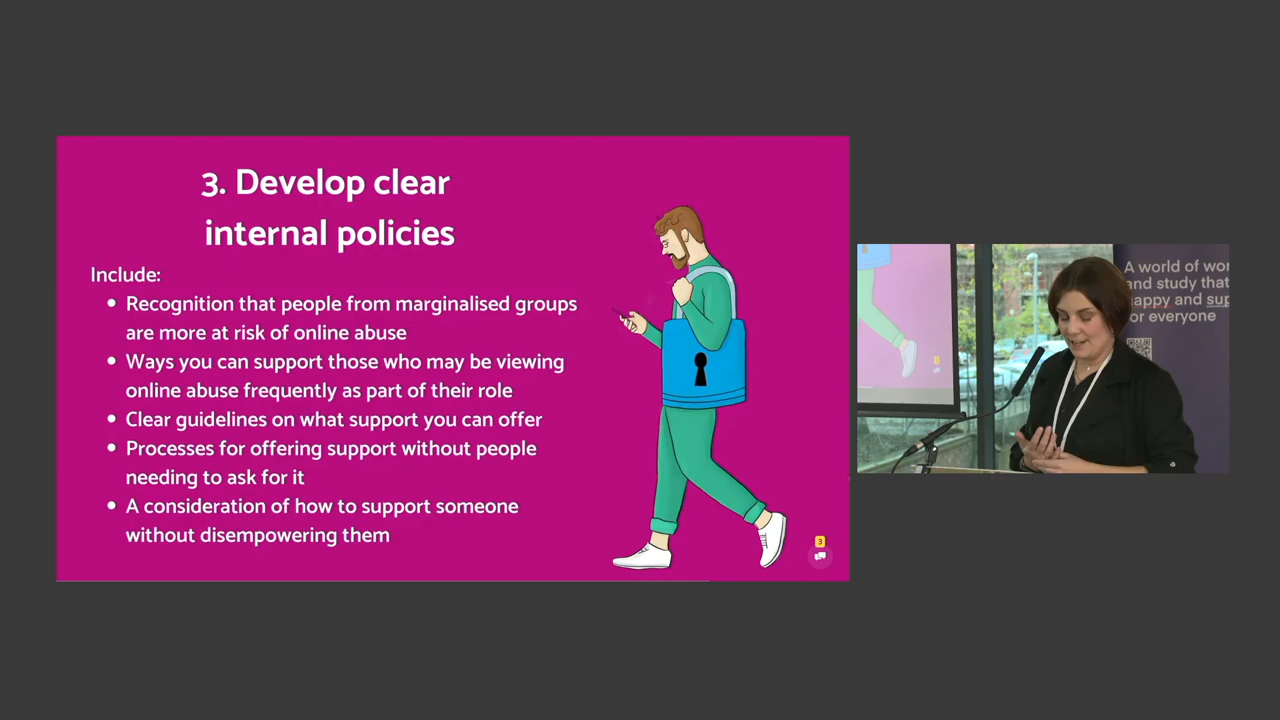 3. Develop clear
internal policies
Include:
• Recognition that people from marginalised groups
are more at risk of online abuse
• Ways you can support those who may be viewing
online abuse frequently as part of their role
• Clear guidelines on what support you can offer
• Processes for offering support without people
needing to ask for it
• A consideration of how to support someone
without disempowering them
3
A world of wor
and study that
happy and sup
for everyone